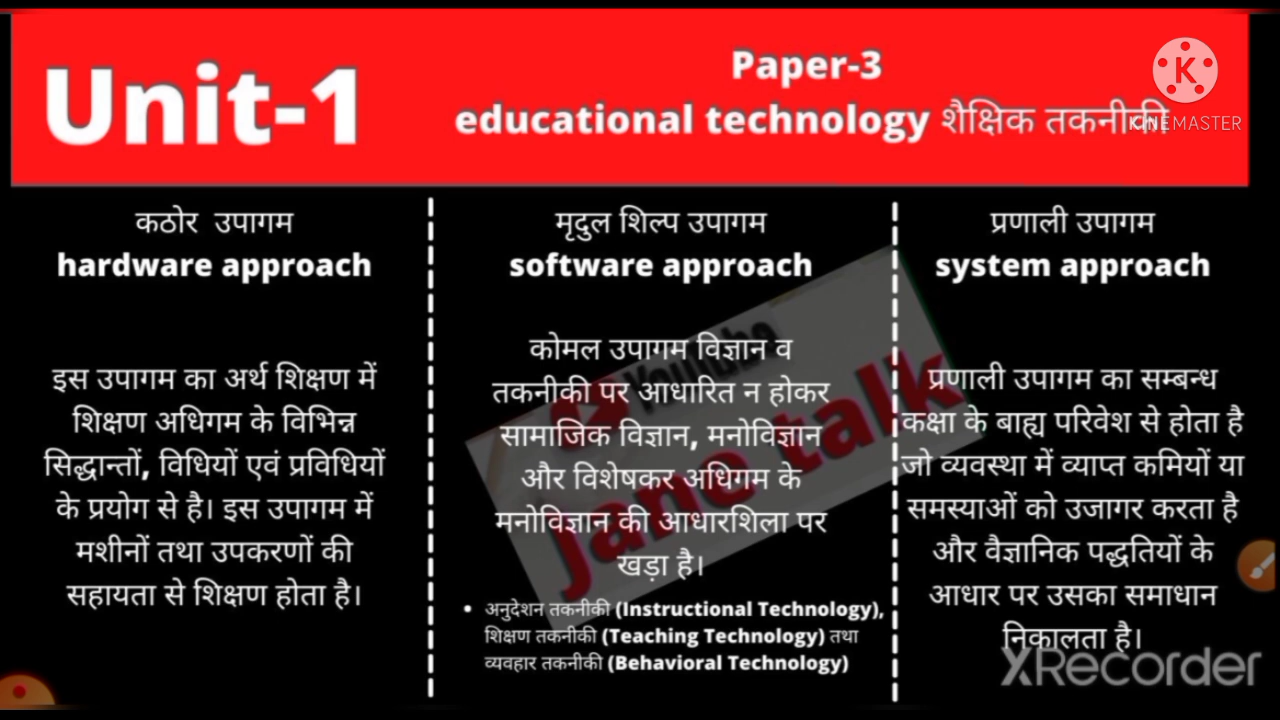 Unit-1
Paper-3
educational technology शैक्षिक तकनीकी
K
KINEMASTER
कठोर उपागम
hardware approach
इस उपागम का अर्थ शिक्षण में
शिक्षण अधिगम के विभिन्न
सिद्धान्तों, विधियों एवं प्रविधियों
के प्रयोग से है। इस उपागम में
मशीनों तथा उपकरणों की
सहायता से शिक्षण होता है।
मृदुल शिल्प उपागम
software approach
कोमल उपागम विज्ञान व
तकनीकी पर आधारित न होकर
सामाजिक विज्ञान, मनोविज्ञान
और विशेषकर अधिगम के
मनोविज्ञान की आधारशिला पर
खड़ा है।
• अनुदेशन तकनीकी (Instructional Technology),
शिक्षण तकनीकी (Teaching Technology) तथा
व्यवहार तकनीकी (Behavioral Technology)
YouTube
Jane talk
प्रणाली उपागम
system approach
प्रणाली उपागम का सम्बन्ध
कक्षा के बाह्य परिवेश से होता है
जो व्यवस्था में व्याप्त कमियों या
समस्याओं को उजागर करता है
और वैज्ञानिक पद्धतियों के
आधार पर उसका समाधान
निकालता है।
XRecorder